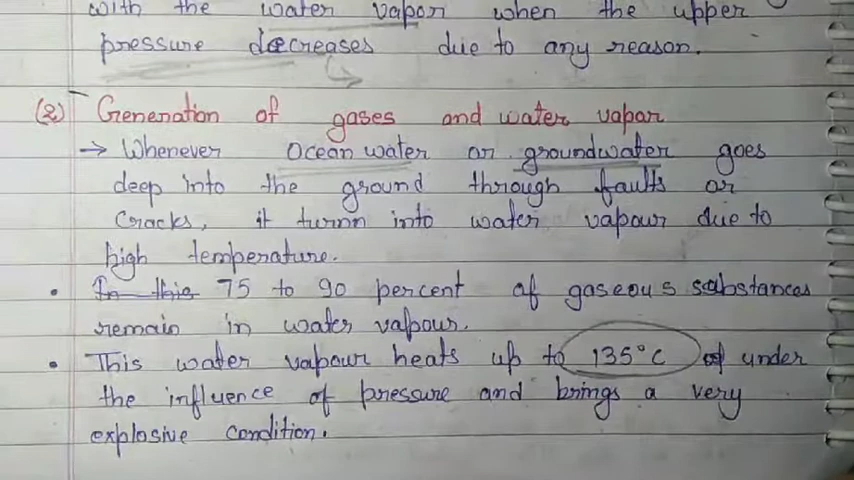 with the water vapor when the upper
pressure decreases due to any reason.
(2) Generation of gases and water vapor
→ Whenever Ocean water or groundwater goes
deep into the ground through faults or
cracks, it turnn into water vapour due to
high temperature.
• In this 75 to 90 percent of gaseous substances
remain in water vapour.
• This water vapour heats up to 135°C of under
the influence of pressure and brings a very
explosive condition.